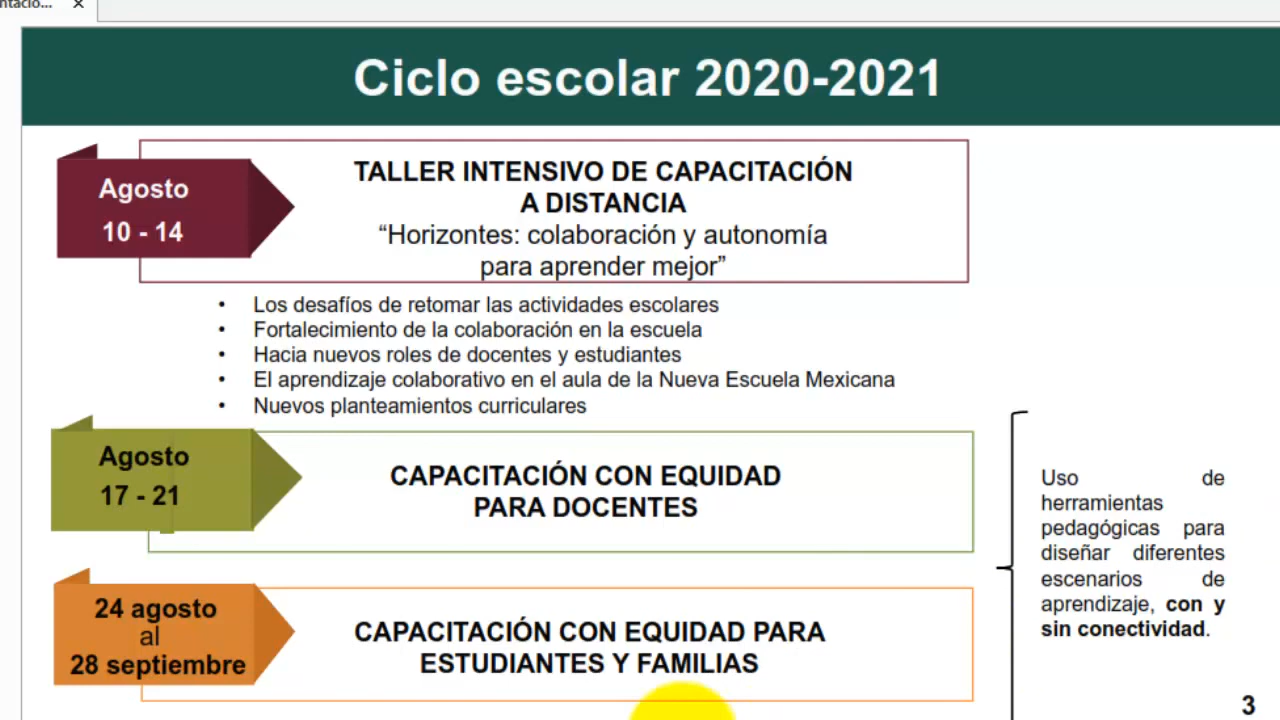 ntació...
Ciclo escolar 2020-2021
Agosto
10 - 14
TALLER INTENSIVO DE CAPACITACIÓN
A DISTANCIA
“Horizontes: colaboración y autonomía
para aprender mejor”
• Los desafíos de retomar las actividades escolares
• Fortalecimiento de la colaboración en la escuela
• Hacia nuevos roles de docentes y estudiantes
• El aprendizaje colaborativo en el aula de la Nueva Escuela Mexicana
• Nuevos planteamientos curriculares
Agosto
17 - 21
CAPACITACIÓN CON EQUIDAD
PARA DOCENTES
24 agosto
al
28 septiembre
CAPACITACIÓN CON EQUIDAD PARA
ESTUDIANTES Y FAMILIAS
Uso de
herramientas
pedagógicas para
diseñar diferentes
escenarios de
aprendizaje, con y
sin conectividad.
3